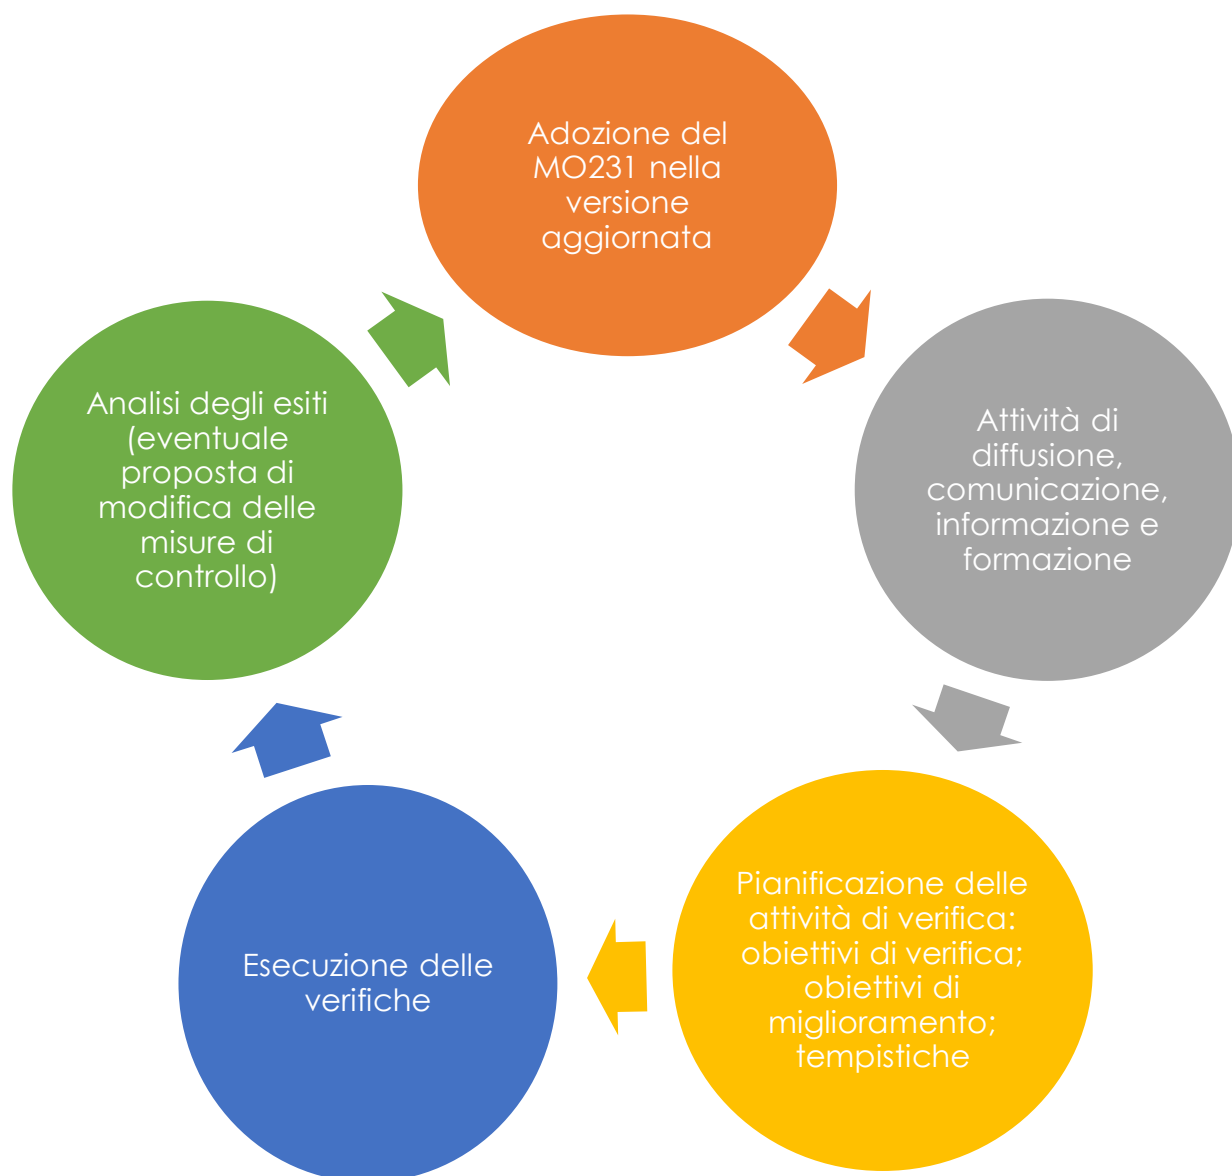 Adozione del
MO231 nella
versione
aggiornata
Attività di
diffusione,
comunicazione,
informazione e
formazione
Pianificazione delle
attività di verifica:
obiettivi di verifica;
obiettivi di
miglioramento;
tempistiche
Esecuzione delle
verifiche
Analisi degli esiti
(eventuale
proposta di
modifica delle
misure di
controllo)